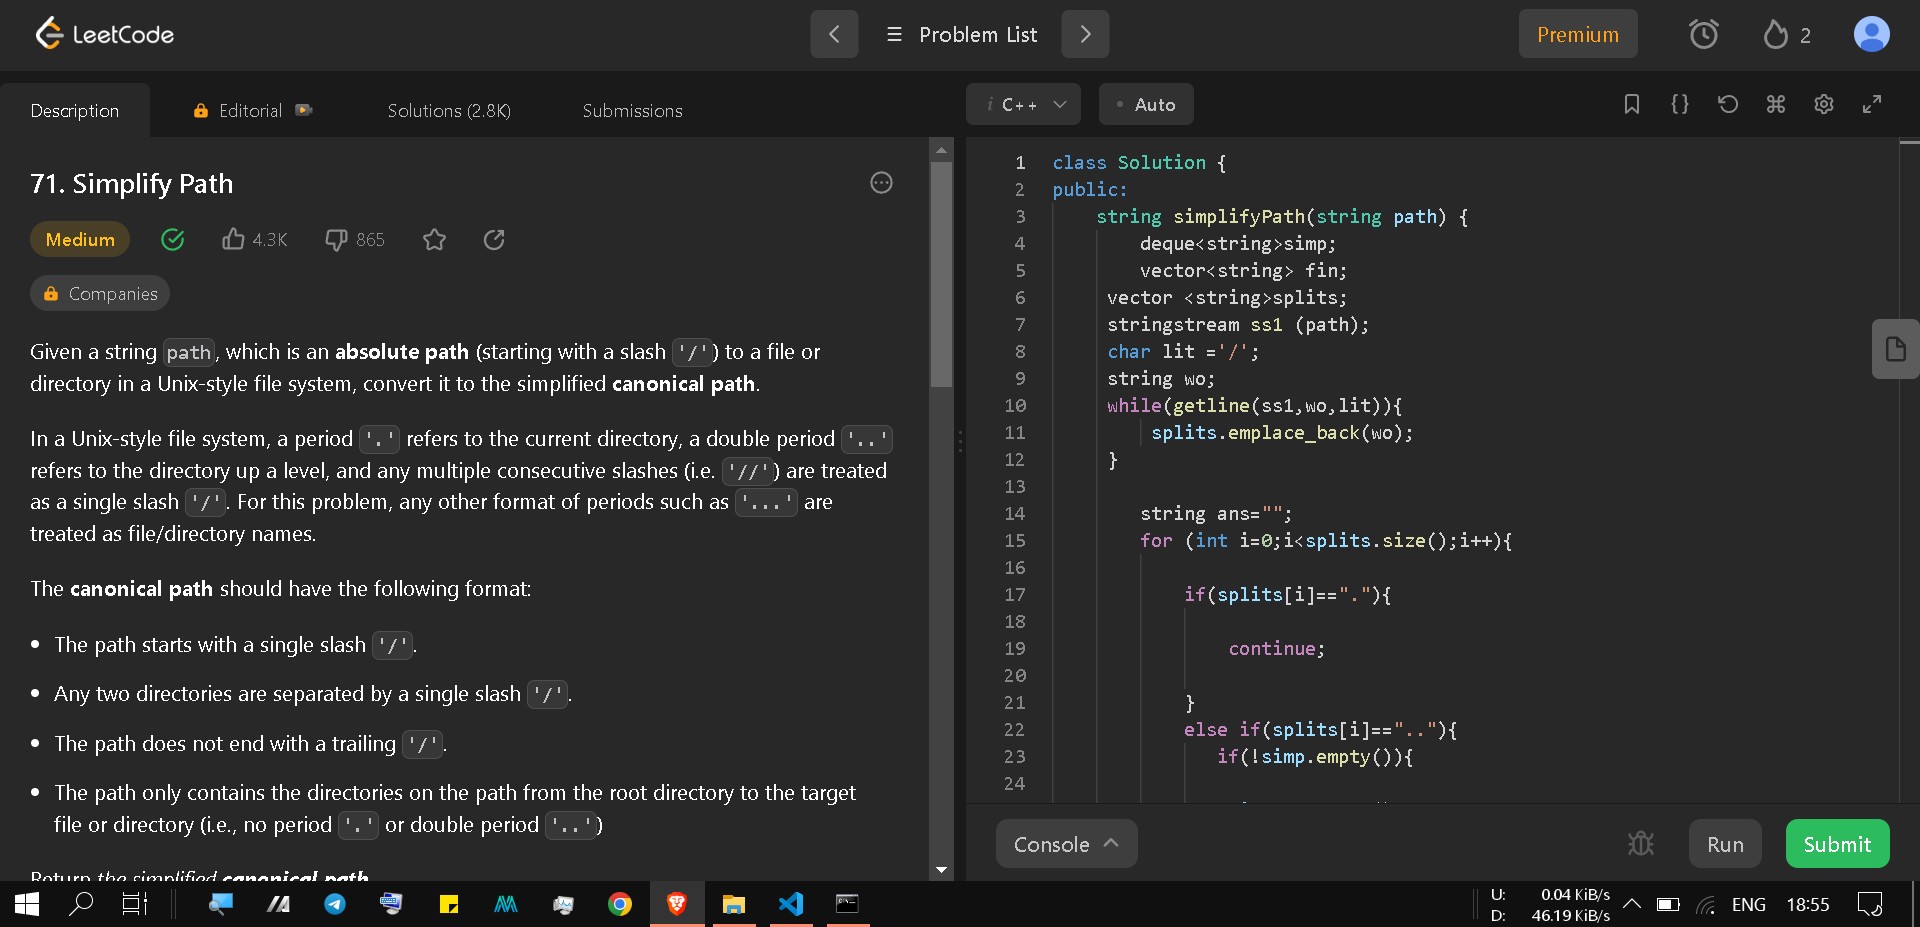 LeetCode
Problem List
Premium
2
Description
Editorial
Solutions (2.8K)
Submissions
i C++
Auto
71. Simplify Path
Medium
4.3K
865
Companies
Given a string path, which is an absolute path (starting with a slash '/') to a file or
directory in a Unix-style file system, convert it to the simplified canonical path.
In a Unix-style file system, a period '.' refers to the current directory, a double period '..'
refers to the directory up a level, and any multiple consecutive slashes (i.e. '//') are treated
as a single slash '/'. For this problem, any other format of periods such as '...' are
treated as file/directory names.
The canonical path should have the following format:
• The path starts with a single slash '/'.
• Any two directories are separated by a single slash '/'.
• The path does not end with a trailing '/'.
• The path only contains the directories on the path from the root directory to the target
file or directory (i.e., no period '.' or double period '..')
Return the simplified canonical path
1 class Solution {
2 public:
3 string simplifyPath(string path) {
4 deque<string>simp;
5 vector<string> fin;
6 vector <string>splits;
7 stringstream ss1 (path);
8 char lit ='/';
9 string wo;
10 while(getline(ss1,wo,lit)){
11 splits.emplace_back(wo);
12 }
13
14 string ans="";
15 for (int i=0;i<splits.size();i++){
16
17 if(splits[i]=="."){
18
19 continue;
20
21 }
22 else if(splits[i]==".."){
23 if(!simp.empty()){
24
Console
Run
Submit
U: 0.04 KiB/s
D: 46.19 KiB/s
ENG
18:55